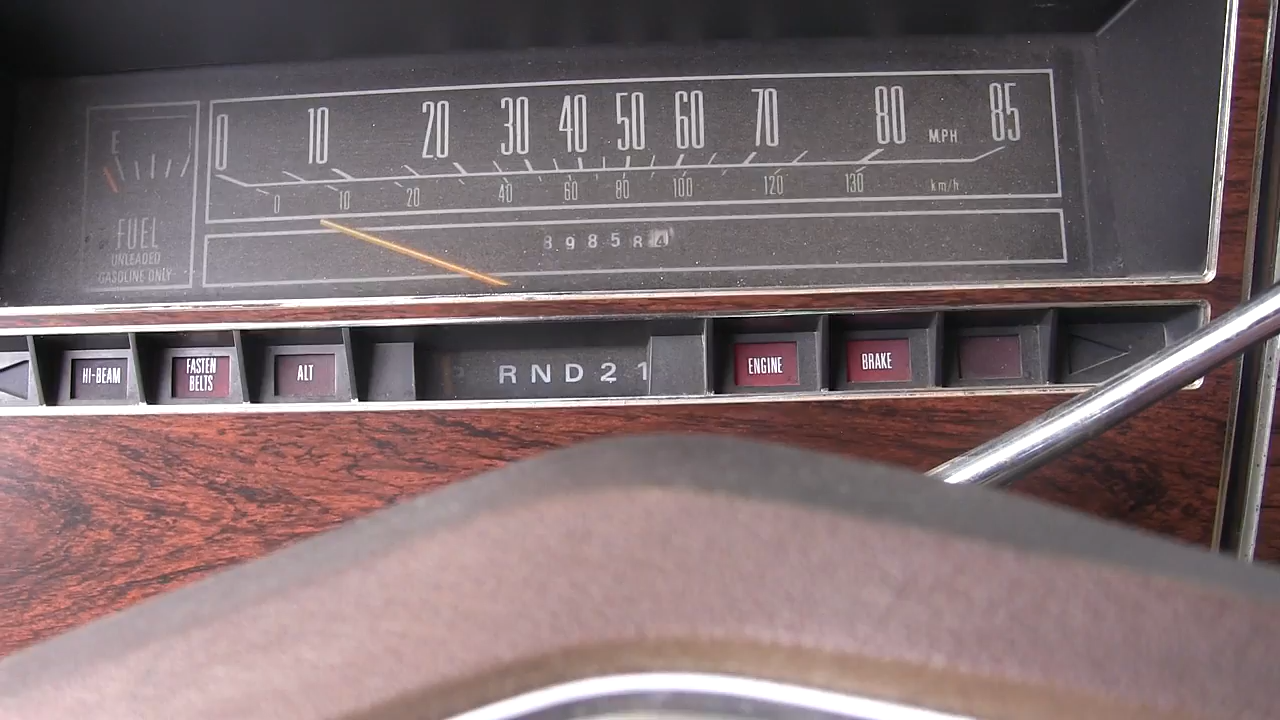 E
0 10 20 30 40 50 60 70 80 MPH 85
0 10 20 40 60 80 100 120 130 km/h
FUEL
UNLEADED
GASOLINE ONLY
898584
HI-BEAM
FASTEN
BELTS
ALT
P R N D 2 1
ENGINE
BRAKE